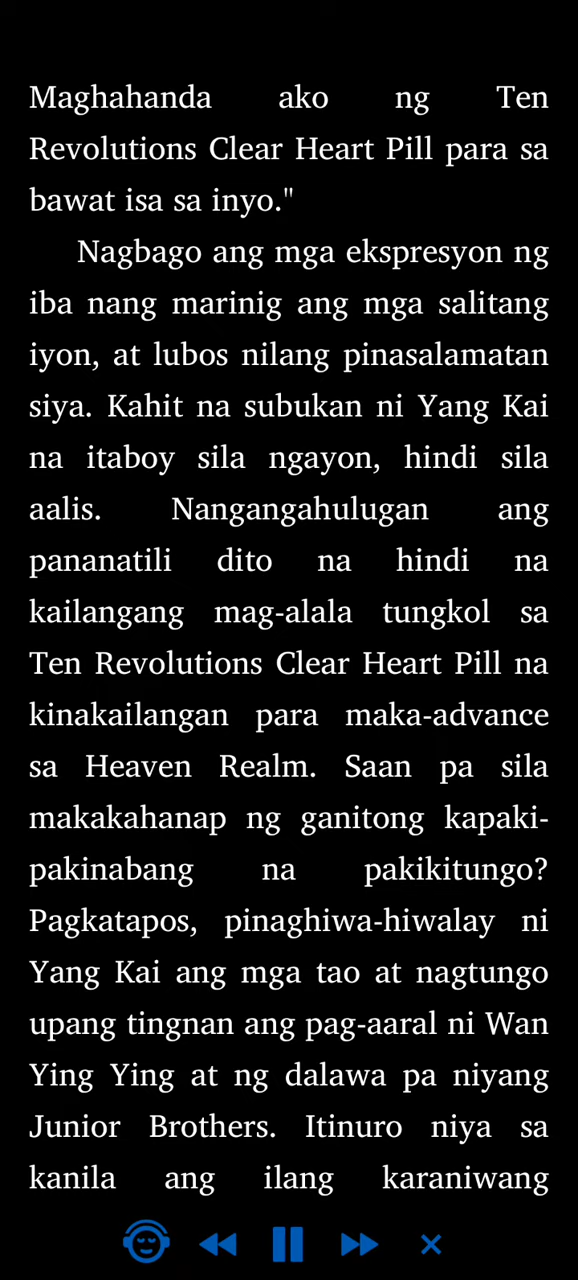 Maghahanda ako ng Ten
Revolutions Clear Heart Pill para sa
bawat isa sa inyo."
Nagbago ang mga ekspresyon ng
iba nang marinig ang mga salitang
iyon, at lubos nilang pinasalamatan
siya. Kahit na subukan ni Yang Kai
na itaboy sila ngayon, hindi sila
aalis. Nangangahulugan ang
pananatili dito na hindi na
kailangang mag-alala tungkol sa
Ten Revolutions Clear Heart Pill na
kinakailangan para maka-advance
sa Heaven Realm. Saan pa sila
makakahanap ng ganitong kapaki-
pakinabang na pakikitungo?
Pagkatapos, pinaghiwa-hiwalay ni
Yang Kai ang mga tao at nagtungo
upang tingnan ang pag-aaral ni Wan
Ying Ying at ng dalawa pa niyang
Junior Brothers. Itinuro niya sa
kanila ang ilang karaniwang